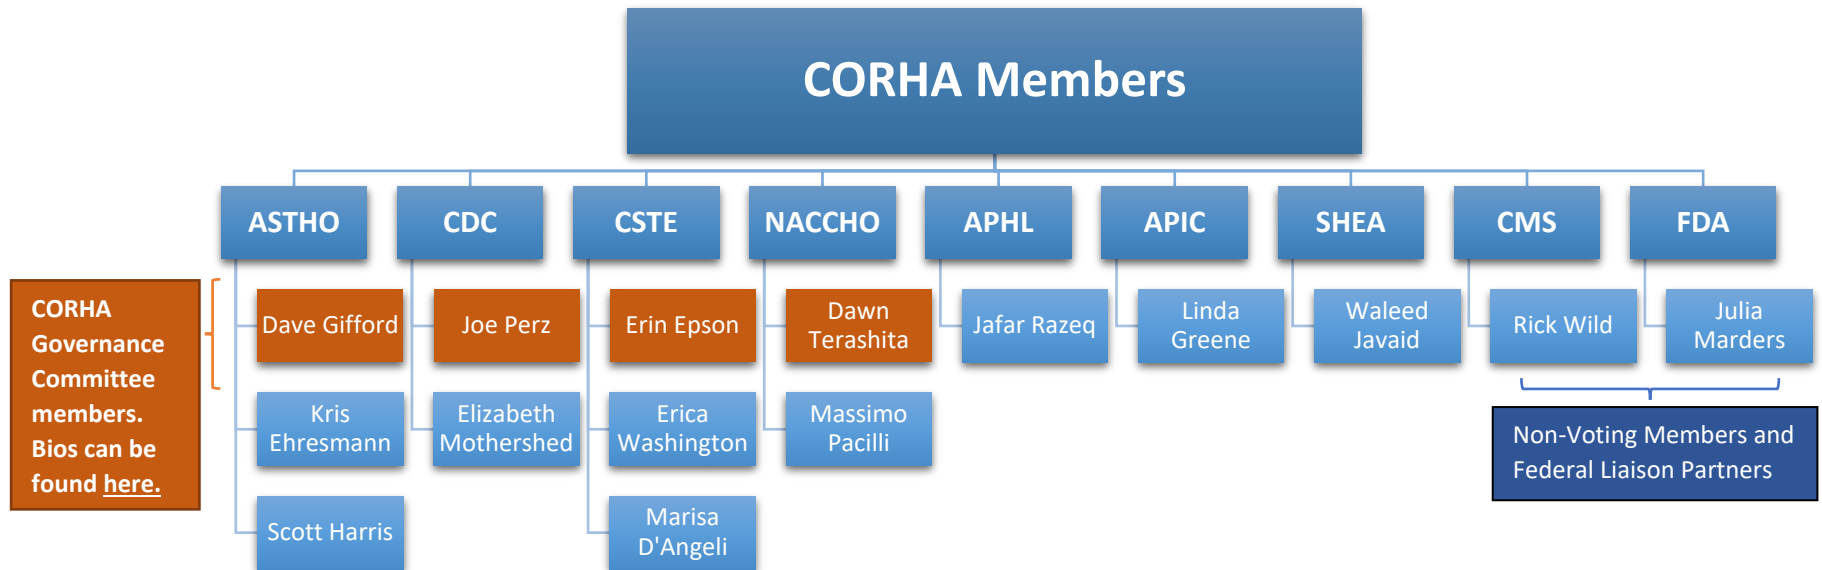 CORHA Members
ASTHO
CDC
CSTE
NACCHO
APHL
APIC
SHEA
CMS
FDA
CORHA
Governance
Committee
members.
Bios can be
found here.
Dave Gifford
Joe Perz
Erin Epson
Dawn
Terashita
Jafar Razeq
Linda
Greene
Waleed
Javaid
Rick Wild
Julia
Marders
Kris
Ehresmann
Elizabeth
Mothershed
Erica
Washington
Massimo
Pacilli
Non-Voting Members and
Federal Liaison Partners
Scott Harris
Marisa
D'Angeli